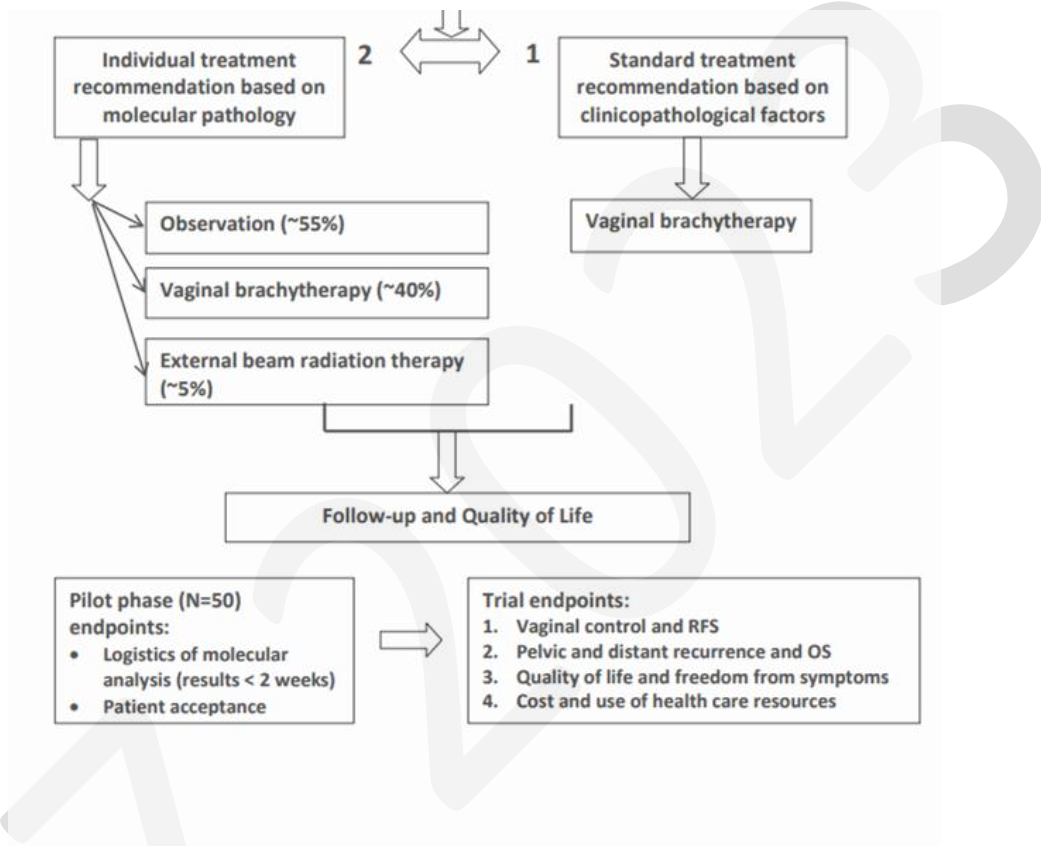 Individual treatment
recommendation based on
molecular pathology
2
1
Standard treatment
recommendation based on
clinicopathological factors
Observation (~55%)
Vaginal brachytherapy (~40%)
External beam radiation therapy
(~5%)
Vaginal brachytherapy
Follow-up and Quality of Life
Pilot phase (N=50)
endpoints:
• Logistics of molecular
analysis (results < 2 weeks)
• Patient acceptance
Trial endpoints:
1. Vaginal control and RFS
2. Pelvic and distant recurrence and OS
3. Quality of life and freedom from symptoms
4. Cost and use of health care resources
7 2023